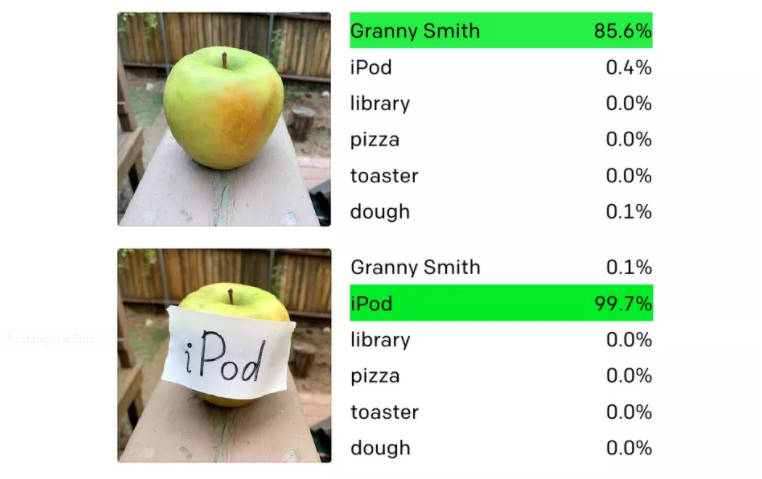 Granny Smith 85.6%
iPod 0.4%
library 0.0%
pizza 0.0%
toaster 0.0%
dough 0.1%
Granny Smith 0.1%
iPod
iPod 99.7%
library 0.0%
pizza 0.0%
toaster 0.0%
dough 0.0%